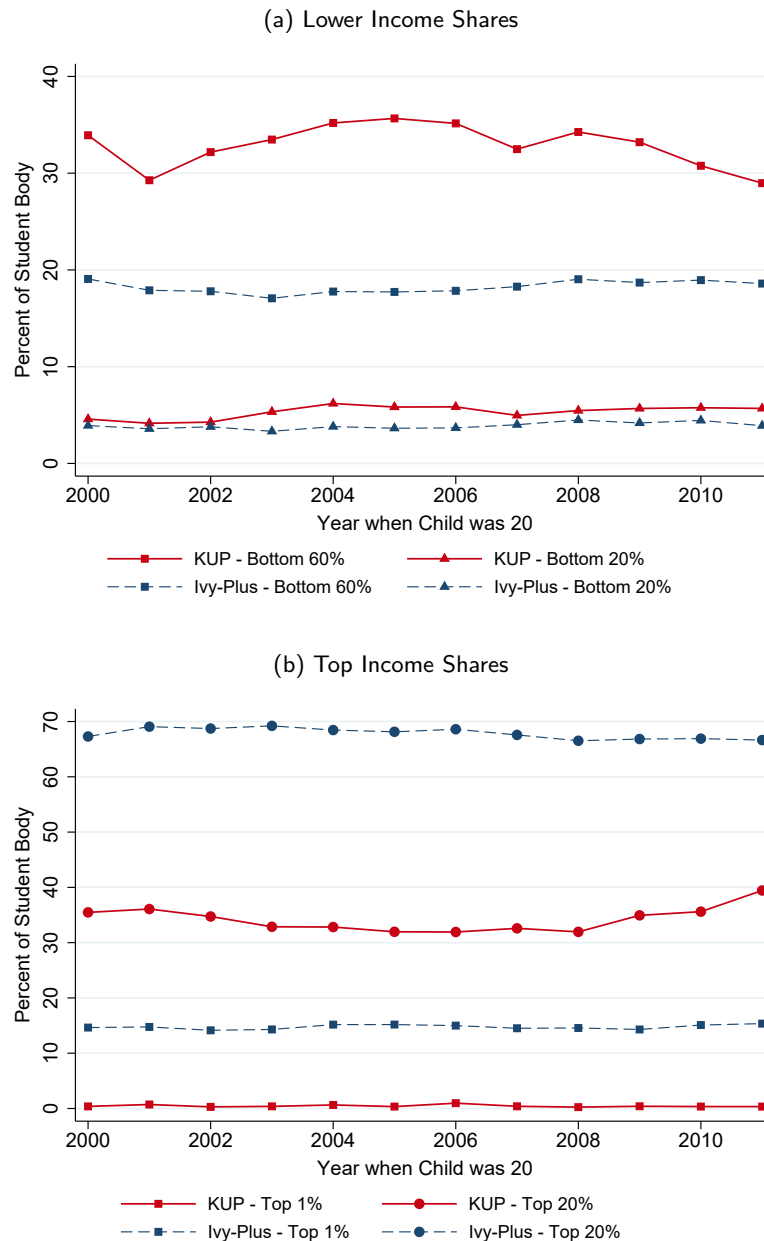 (a) Lower Income Shares
Percent of Student Body
40
30
20
10
0
2000 2002 2004 2006 2008 2010
Year when Child was 20
KUP - Bottom 60% KUP - Bottom 20%
Ivy-Plus - Bottom 60% Ivy-Plus - Bottom 20%
(b) Top Income Shares
Percent of Student Body
70
60
50
40
30
20
10
0
2000 2002 2004 2006 2008 2010
Year when Child was 20
KUP - Top 1% KUP - Top 20%
Ivy-Plus - Top 1% Ivy-Plus - Top 20%